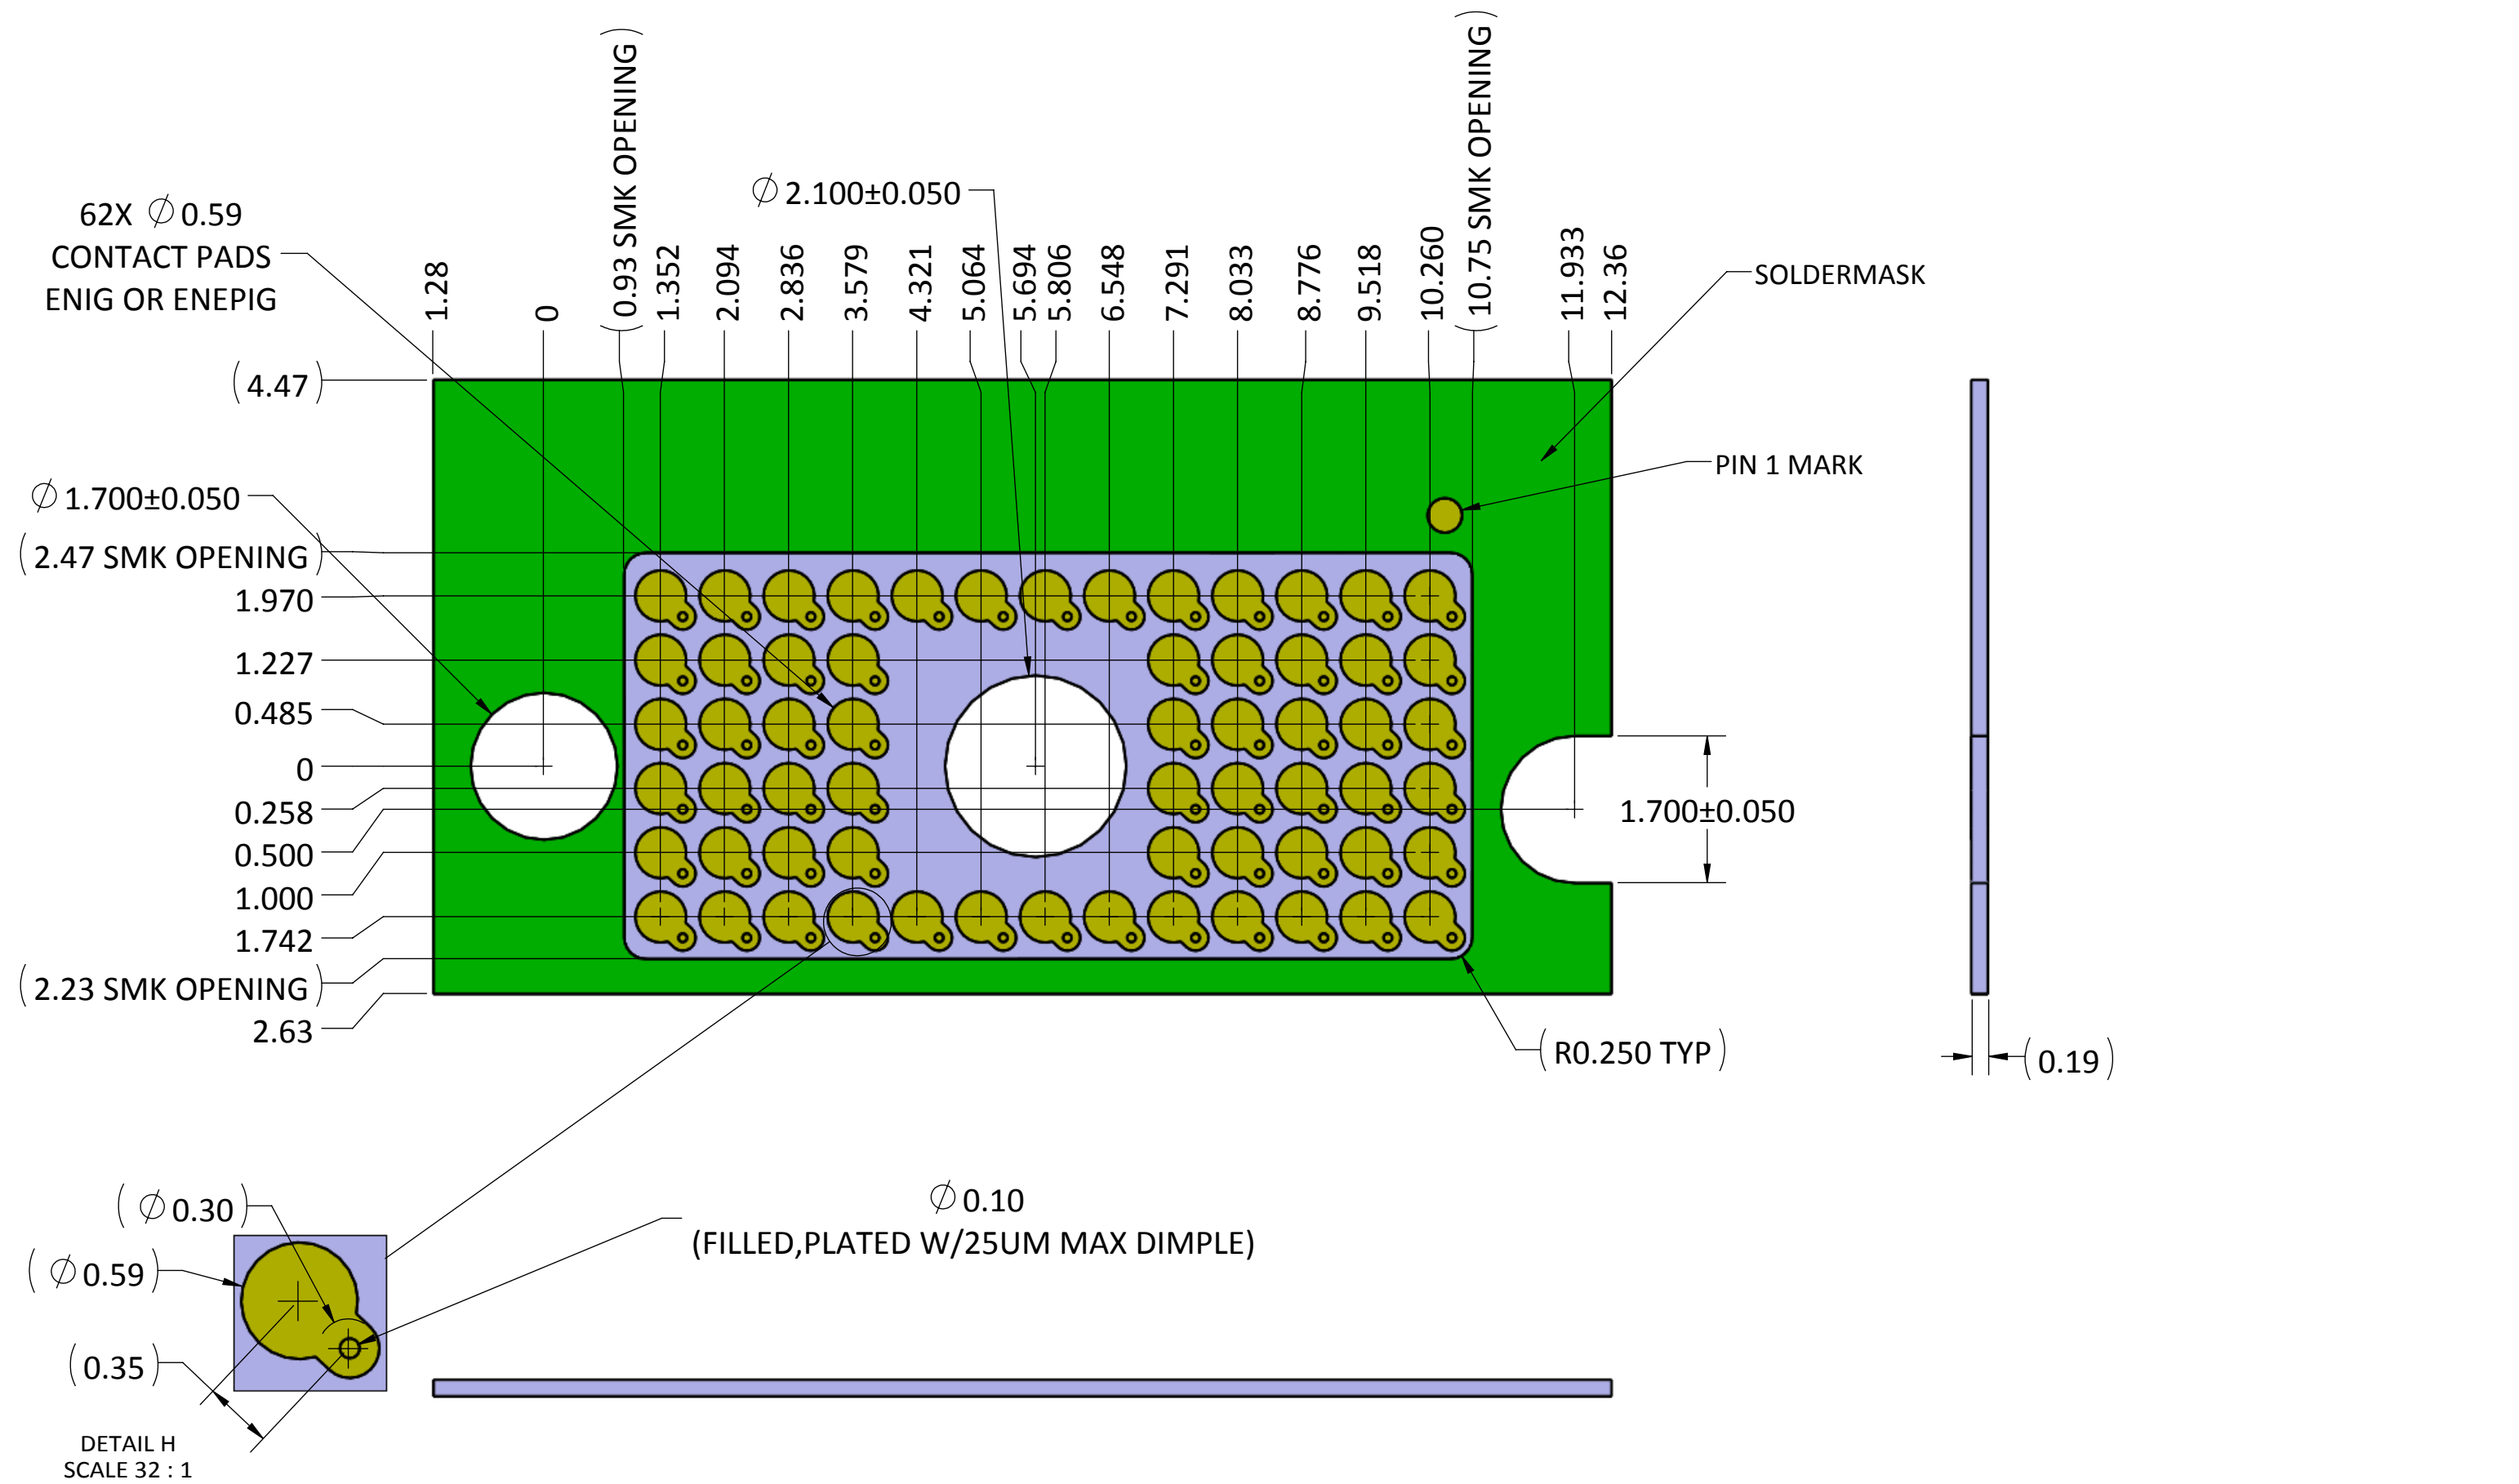 (0.93 SMK OPENING)
(10.75 SMK OPENING)
62X ∅ 0.59
CONTACT PADS
ENIG OR ENEPIG
∅ 2.100±0.050
1.28
0
1.352
2.094
2.836
3.579
4.321
5.064
5.694
5.806
6.548
7.291
8.033
8.776
9.518
10.260
11.933
12.36
SOLDERMASK
(4.47)
PIN 1 MARK
∅ 1.700±0.050
(2.47 SMK OPENING)
1.970
1.227
0.485
0
0.258
0.500
1.000
1.742
(2.23 SMK OPENING)
2.63
1.700±0.050
(R0.250 TYP)
(0.19)
(∅ 0.30)
(∅ 0.59)
(0.35)
∅ 0.10
(FILLED,PLATED W/25UM MAX DIMPLE)
DETAIL H
SCALE 32 : 1